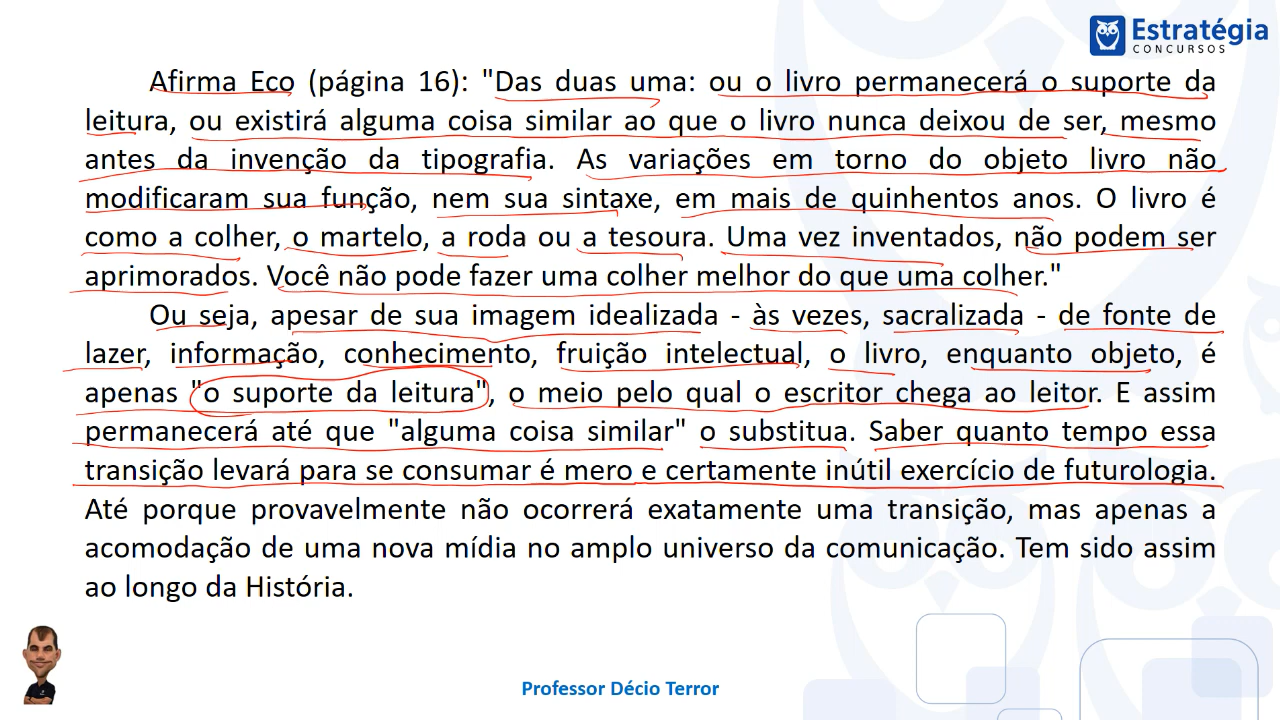 Estratégia
CONCURSOS
Afirma Eco (página 16): "Das duas uma: ou o livro permanecerá o suporte da
leitura, ou existirá alguma coisa similar ao que o livro nunca deixou de ser, mesmo
antes da invenção da tipografia. As variações em torno do objeto livro não
modificaram sua função, nem sua sintaxe, em mais de quinhentos anos. O livro é
como a colher, o martelo, a roda ou a tesoura. Uma vez inventados, não podem ser
aprimorados. Você não pode fazer uma colher melhor do que uma colher."
Ou seja, apesar de sua imagem idealizada - às vezes, sacralizada - de fonte de
lazer, informação, conhecimento, fruição intelectual, o livro, enquanto objeto, é
apenas "o suporte da leitura", o meio pelo qual o escritor chega ao leitor. E assim
permanecerá até que "alguma coisa similar" o substitua. Saber quanto tempo essa
transição levará para se consumar é mero e certamente inútil exercício de futurologia.
Até porque provavelmente não ocorrerá exatamente uma transição, mas apenas a
acomodação de uma nova mídia no amplo universo da comunicação. Tem sido assim
ao longo da História.
Professor Décio Terror